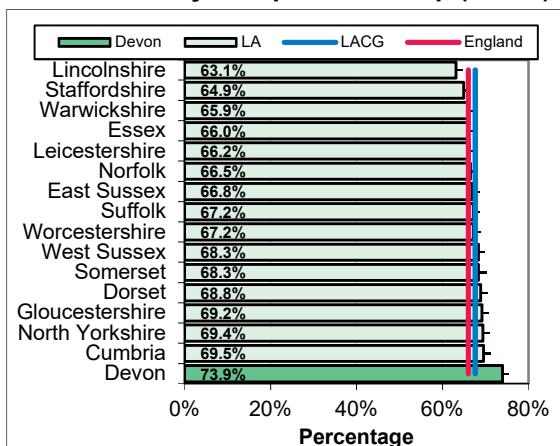 Devon LA LACG England
Lincolnshire 63.1%
Staffordshire 64.9%
Warwickshire 65.9%
Essex 66.0%
Leicestershire 66.2%
Norfolk 66.5%
East Sussex 66.8%
Suffolk 67.2%
Worcestershire 67.2%
West Sussex 68.3%
Somerset 68.3%
Dorset 68.8%
Gloucestershire 69.2%
North Yorkshire 69.4%
Cumbria 69.5%
Devon 73.9%
0% 20% 40% 60% 80%
Percentage